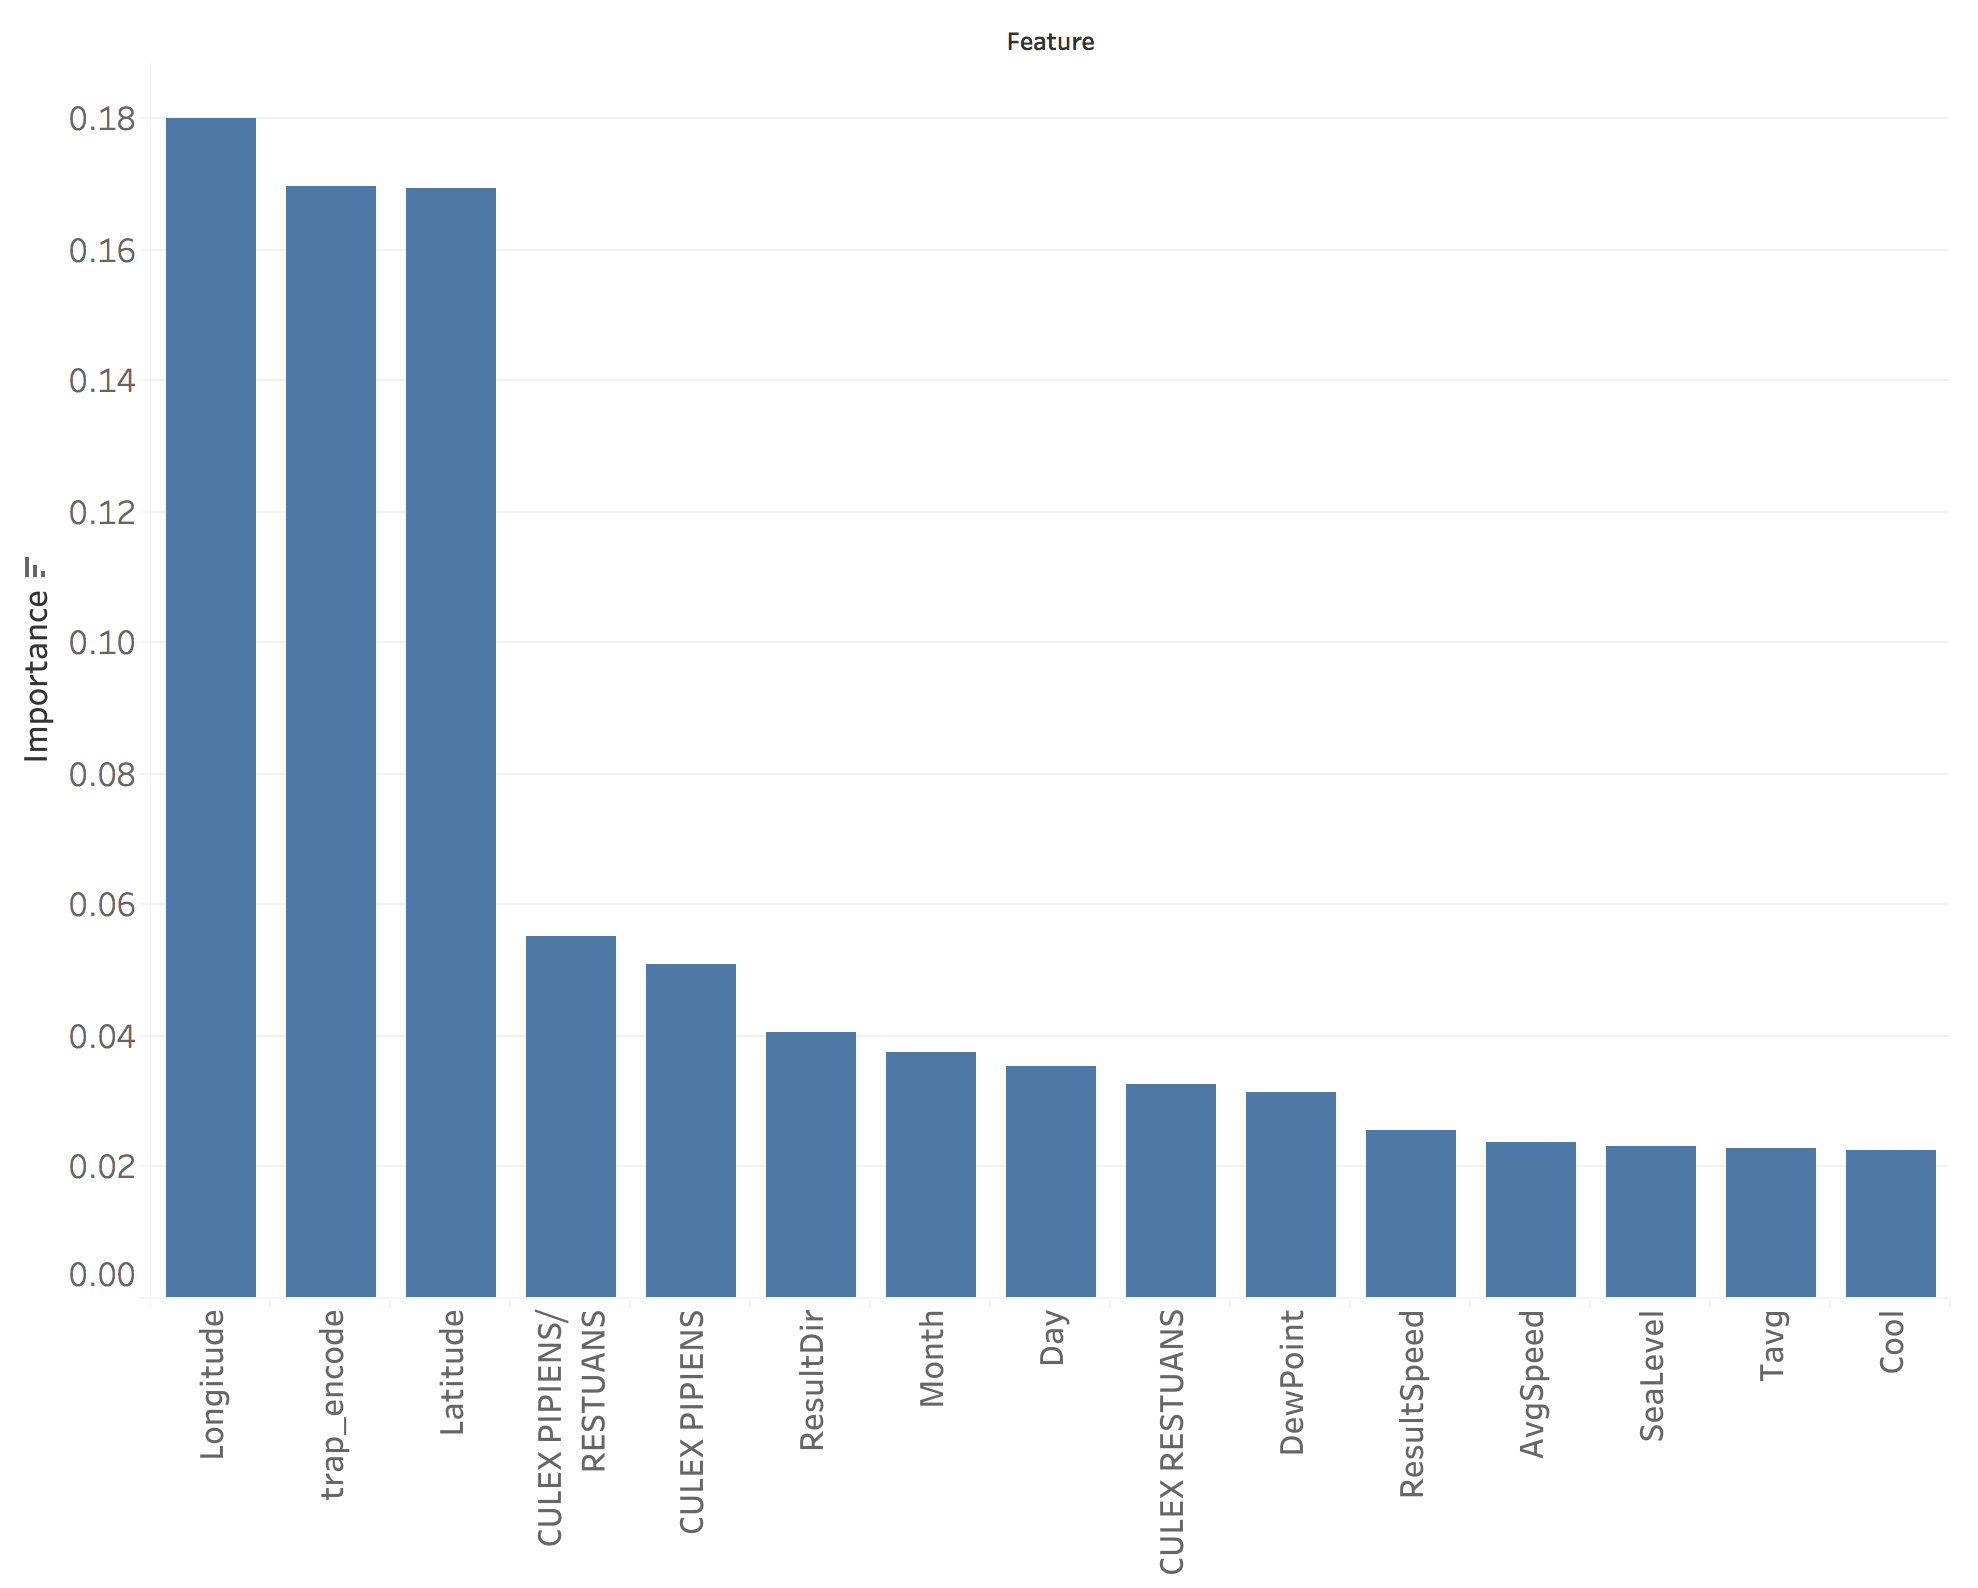 Feature
Importance
0.18
0.16
0.14
0.12
0.10
0.08
0.06
0.04
0.02
0.00
Longitude
trap_encode
Latitude
CULEX PIPIENS/
RESTUANS
CULEX PIPIENS
ResultDir
Month
Day
CULEX RESTUANS
DewPoint
ResultSpeed
AvgSpeed
SeaLevel
Tavg
Cool